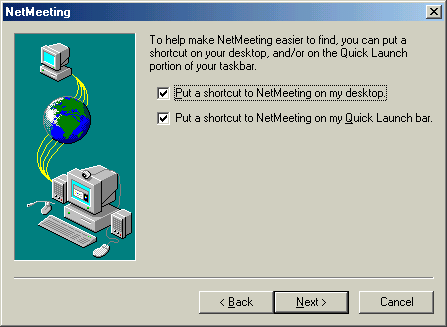 NetMeeting
To help make NetMeeting easier to find, you can put a
shortcut on your desktop, and/or on the Quick Launch
portion of your taskbar.
Put a shortcut to NetMeeting on my desktop.
Put a shortcut to NetMeeting on my Quick Launch bar.
< Back
Next >
Cancel